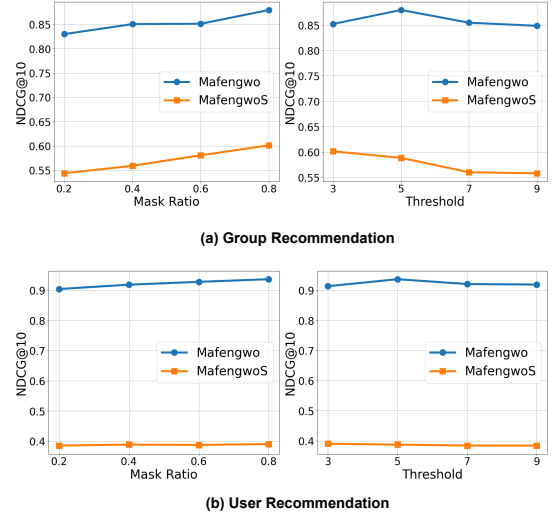 NDCG@10
0.85
0.80
0.75
0.70
0.65
0.60
0.55
Mafengwo
MafengwoS
0.2 0.4 0.6 0.8
Mask Ratio
NDCG@10
0.85
0.80
0.75
0.70
0.65
0.60
0.55
Mafengwo
MafengwoS
3 5 7 9
Threshold
(a) Group Recommendation
NDCG@10
0.9
0.8
0.7
0.6
0.5
0.4
Mafengwo
MafengwoS
0.2 0.4 0.6 0.8
Mask Ratio
NDCG@10
0.9
0.8
0.7
0.6
0.5
0.4
Mafengwo
MafengwoS
3 5 7 9
Threshold
(b) User Recommendation